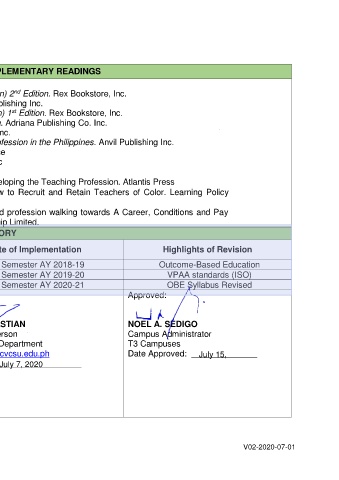 PLEMENTARY READINGS
n) 2nd Edition. Rex Bookstore, Inc.
blishing Inc.
n) 1st Edition. Rex Bookstore, Inc.
. Adriana Publishing Co. Inc.
nc.
ofession in the Philippines. Anvil Publishing Inc.
e
c
eloping the Teaching Profession. Atlantis Press
w to Recruit and Retain Teachers of Color. Learning Policy
d profession walking towards A Career, Conditions and Pay
hip Limited.
ORY
te of Implementation Highlights of Revision
Semester AY 2018-19 Outcome-Based Education
Semester AY 2019-20 VPAA standards (ISO)
Semester AY 2020-21 OBE Syllabus Revised
Approved:
STIAN NOEL A. SEDIGO
erson Campus Administrator
Department T3 Campuses
cvcsu.edu.ph Date Approved: July 15,
July 7, 2020
V02-2020-07-01